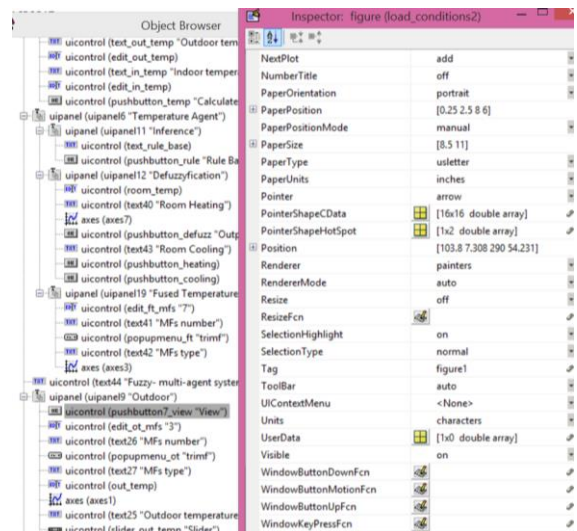 Object Browser
uicontrol (text_out_temp "Outdoor tem
uicontrol (edit_out_temp)
uicontrol (text_in_temp "Indoor temper
uicontrol (edit_in_temp)
uicontrol (pushbutton_temp "Calculate
uipanel (uipanel6 "Temperature Agent")
uipanel (uipanel11 "Inference")
uicontrol (text_rule_base)
uicontrol (pushbutton_rule "Rule Ba
uipanel (uipanel12 "Defuzzyfication")
uicontrol (room_temp)
uicontrol (text40 "Room Heating")
axes (axes7)
uicontrol (pushbutton_defuzz "Outp
uicontrol (text43 "Room Cooling")
uicontrol (pushbutton_heating)
uicontrol (pushbutton_cooling)
uipanel (uipanel19 "Fused Temperature
uicontrol (edit_ft_mfs "7")
uicontrol (text41 "MFs number")
uicontrol (popupmenu_ft "trimf")
uicontrol (text42 "MFs type")
axes (axes3)
uicontrol (text44 "Fuzzy- multi-agent system
uipanel (uipanel9 "Outdoor")
uicontrol (pushbutton7_view "View")
uicontrol (edit_ot_mfs "3")
uicontrol (text26 "MFs number")
uicontrol (popupmenu_ot "trimf")
uicontrol (text27 "MFs type")
uicontrol (out_temp)
axes (axes1)
uicontrol (text25 "Outdoor temperature
uicontrol (slider_out_temp "Slider")
Inspector: figure (load_conditions2)
NextPlot add
NumberTitle off
PaperOrientation portrait
PaperPosition [0.25 2.5 8 6]
PaperPositionMode manual
PaperSize [8.5 11]
PaperType usletter
PaperUnits inches
Pointer arrow
PointerShapeCData [16x16 double array]
PointerShapeHotSpot [1x2 double array]
Position [103.8 7.308 290 54.231]
Renderer painters
RendererMode auto
Resize off
ResizeFcn
SelectionHighlight on
SelectionType normal
Tag figure1
ToolBar auto
UIContextMenu <None>
Units characters
UserData [1x0 double array]
Visible on
WindowButtonDownFcn
WindowButtonMotionFcn
WindowButtonUpFcn
WindowKeyPressFcn